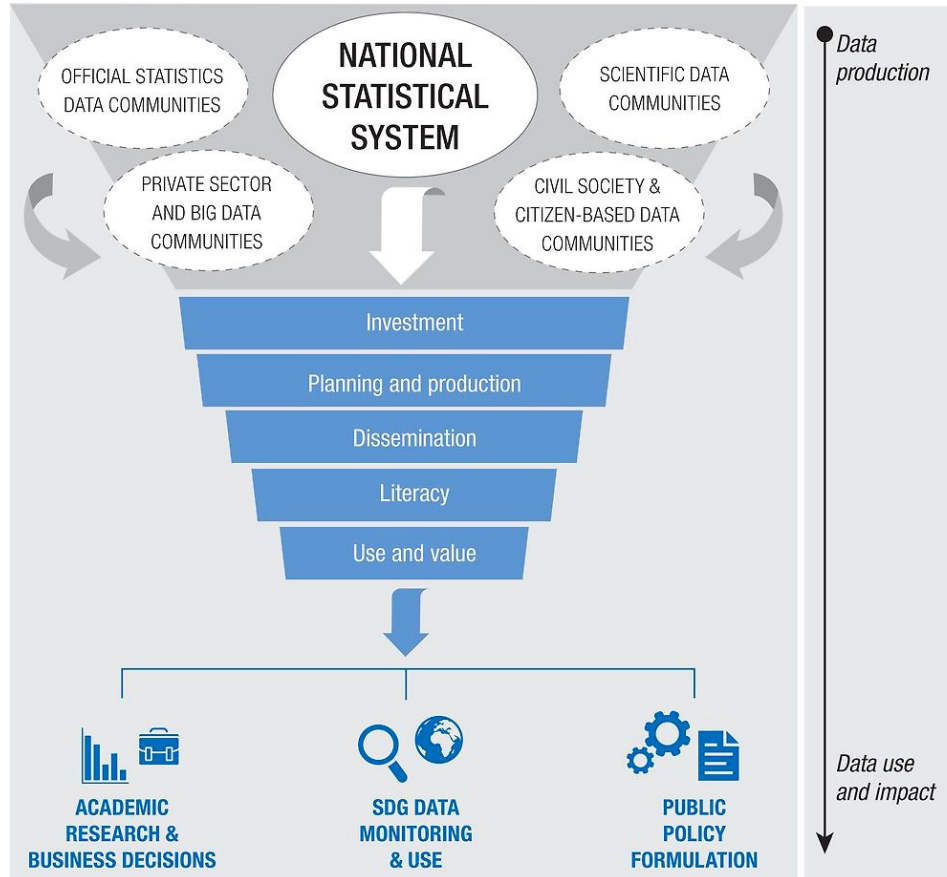 NATIONAL
STATISTICAL
SYSTEM
OFFICIAL STATISTICS
DATA COMMUNITIES
SCIENTIFIC DATA
COMMUNITIES
PRIVATE SECTOR
AND BIG DATA
COMMUNITIES
CIVIL SOCIETY &
CITIZEN-BASED DATA
COMMUNITIES
Investment
Planning and production
Dissemination
Literacy
Use and value
ACADEMIC
RESEARCH &
BUSINESS DECISIONS
SDG DATA
MONITORING
& USE
PUBLIC
POLICY
FORMULATION
Data
production
Data use
and impact